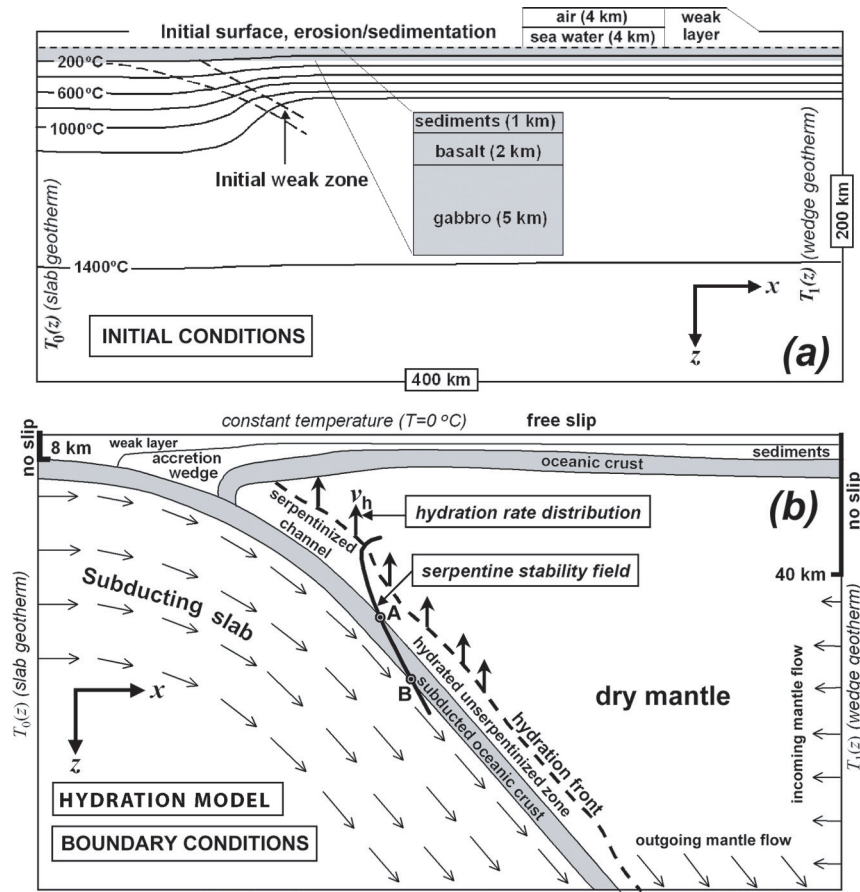 Initial surface, erosion/sedimentation
air (4 km)
sea water (4 km)
weak
layer
200°C
600°C
1000°C
1400°C
Initial weak zone
sediments (1 km)
basalt (2 km)
gabbro (5 km)
T0(z) (slab geotherm)
T1(z) (wedge geotherm)
200 km
x
z
INITIAL CONDITIONS
(a)
400 km
constant temperature (T=0 °C)
free slip
no slip
8 km
weak layer
accretion
wedge
sediments
oceanic crust
no slip
(b)
serpentinized
channel
vh
hydration rate distribution
serpentine stability field
40 km
A
B
Subducting slab
T0(z) (slab geotherm)
x
z
hydrated unserpentinized
zone
hydration front
subducted oceanic crust
dry mantle
incoming mantle flow
T1(z) (wedge geotherm)
outgoing mantle flow
HYDRATION MODEL
BOUNDARY CONDITIONS